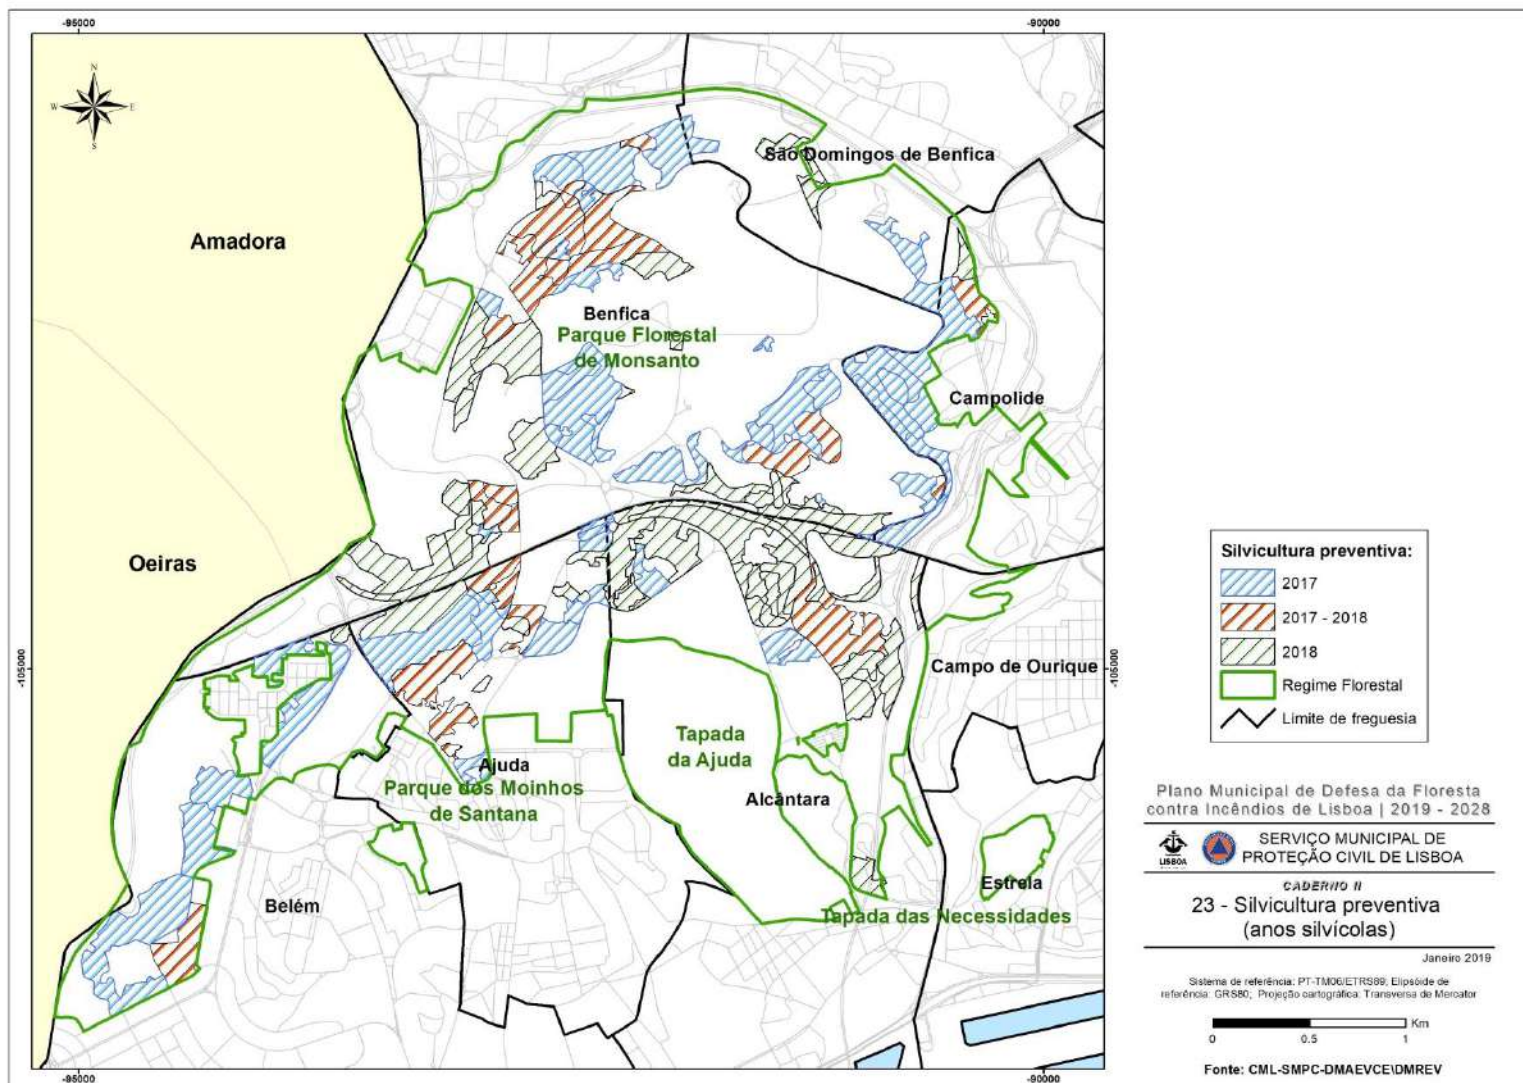 -95000
-90000
N
W
E
S
São Domingos de Benfica
Amadora
Benfica
Parque Florestal
de Monsanto
Campolide
Oeiras
Campo de Ourique
-105000
-105000
Tapada
da Ajuda
Ajuda
Parque dos Moinhos
de Santana
Alcântara
Estrela
Belém
Tapada das Necessidades
-95000
-90000
Silvicultura preventiva:
2017
2017 - 2018
2018
Regime Florestal
Limite de freguesia
Plano Municipal de Defesa da Floresta
contra Incêndios de Lisboa | 2019 - 2028
LISBOA
SERVIÇO MUNICIPAL DE
PROTEÇÃO CIVIL DE LISBOA
CADERNO II
23 - Silvicultura preventiva
(anos silvícolas)
Janeiro 2019
Sistema de referência: PT-TM06/ETRS89; Elipsóide de
referência: GRS80; Projeção cartográfica: Transversa de Mercator
Km
0
0.5
1
Fonte: CML-SMPC-DMAEVCE\DMREV